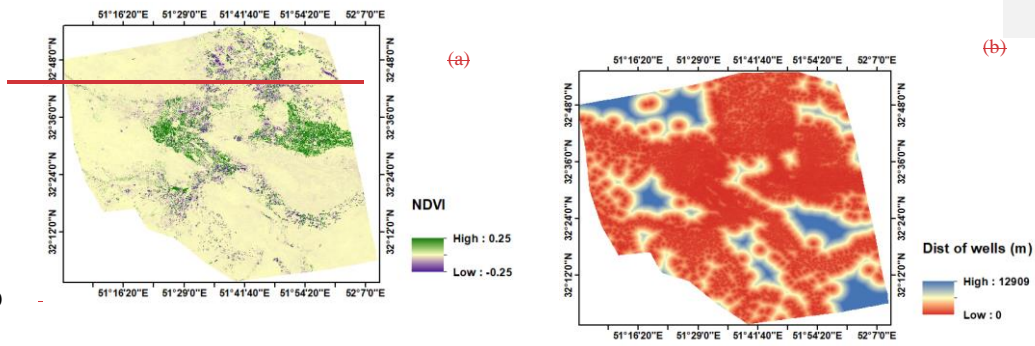 51°16'20"E 51°29'0"E 51°41'40"E 51°54'20"E 52°7'0"E
32°48'0"N
32°36'0"N
32°24'0"N
32°12'0"N
32°48'0"N
32°36'0"N
32°24'0"N
32°12'0"N
51°16'20"E 51°29'0"E 51°41'40"E 51°54'20"E 52°7'0"E
NDVI
High : 0.25
Low : -0.25
(a)
51°16'20"E 51°29'0"E 51°41'40"E 51°54'20"E 52°7'0"E
32°48'0"N
32°36'0"N
32°24'0"N
32°12'0"N
32°48'0"N
32°36'0"N
32°24'0"N
32°12'0"N
51°16'20"E 51°29'0"E 51°41'40"E 51°54'20"E 52°7'0"E
Dist of wells (m)
High : 12909
Low : 0
(b)